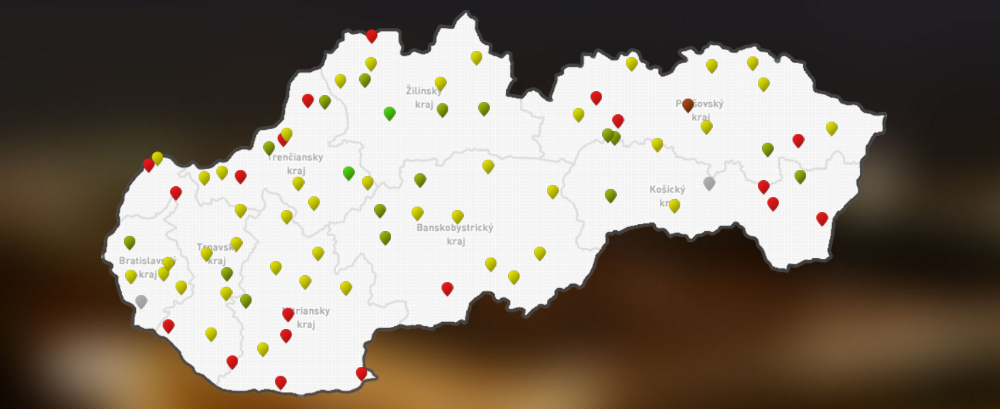 Žilinský
kraj
kraj
Trenčiansky
kraj
Košický
Banskobystrický
kraj
kraj
kraj
kraj